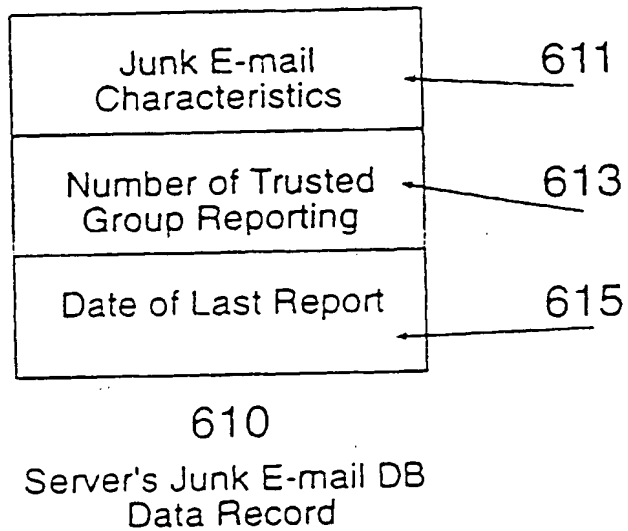 Junk E-mail
Characteristics
611
Number of Trusted
Group Reporting
613
Date of Last Report
615
610
Server's Junk E-mail DB
Data Record